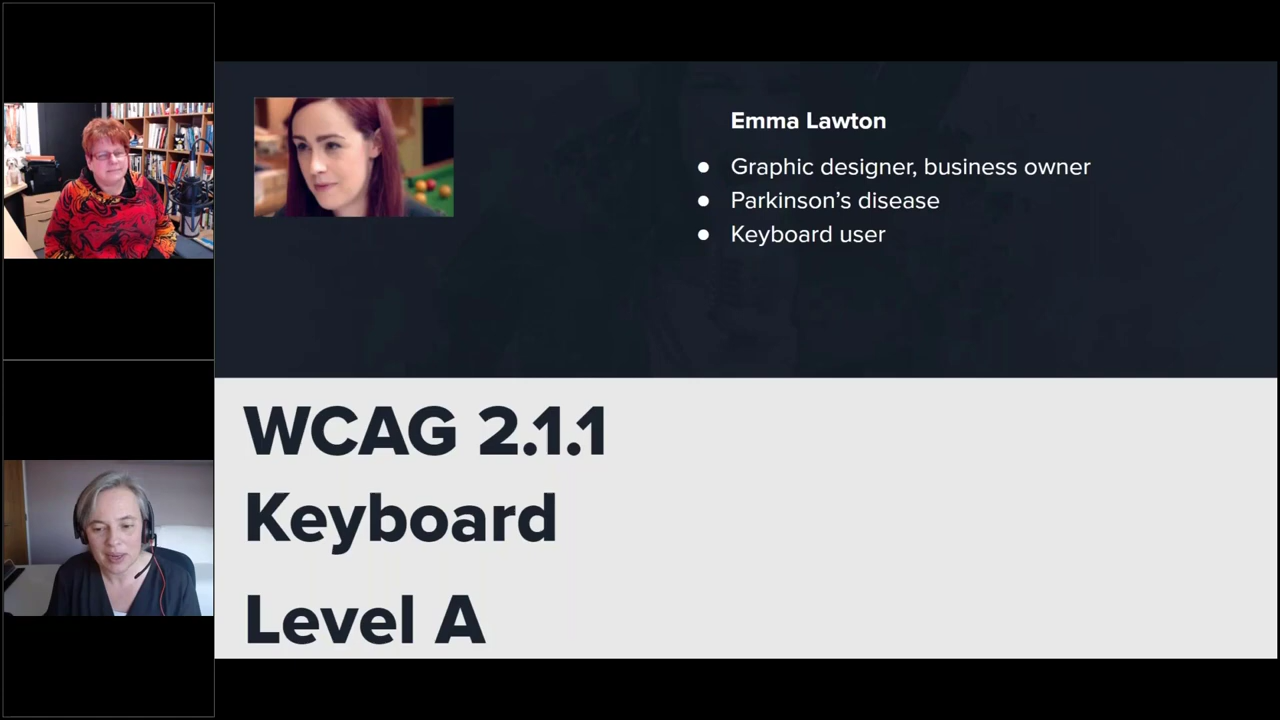 Emma Lawton
● Graphic designer, business owner
● Parkinson’s disease
● Keyboard user
WCAG 2.1.1
Keyboard
Level A